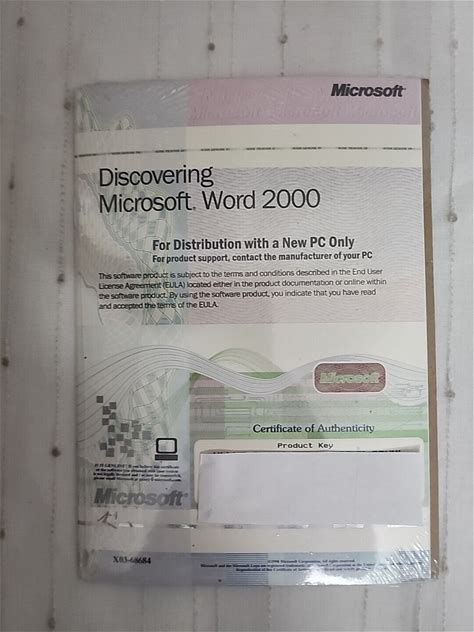 Microsoft
Discovering
Microsoft Word 2000
For Distribution with a New PC Only
For product support, contact the manufacturer of your PC
This software product is subject to the terms and conditions described in the End User
License Agreement (EULA) located either in the product documentation or online within
the software product. By using the software product, you indicate that you have read
and accepted the terms of the EULA.
Microsoft
Certificate of Authenticity
Product Key
Microsoft
X03-68684